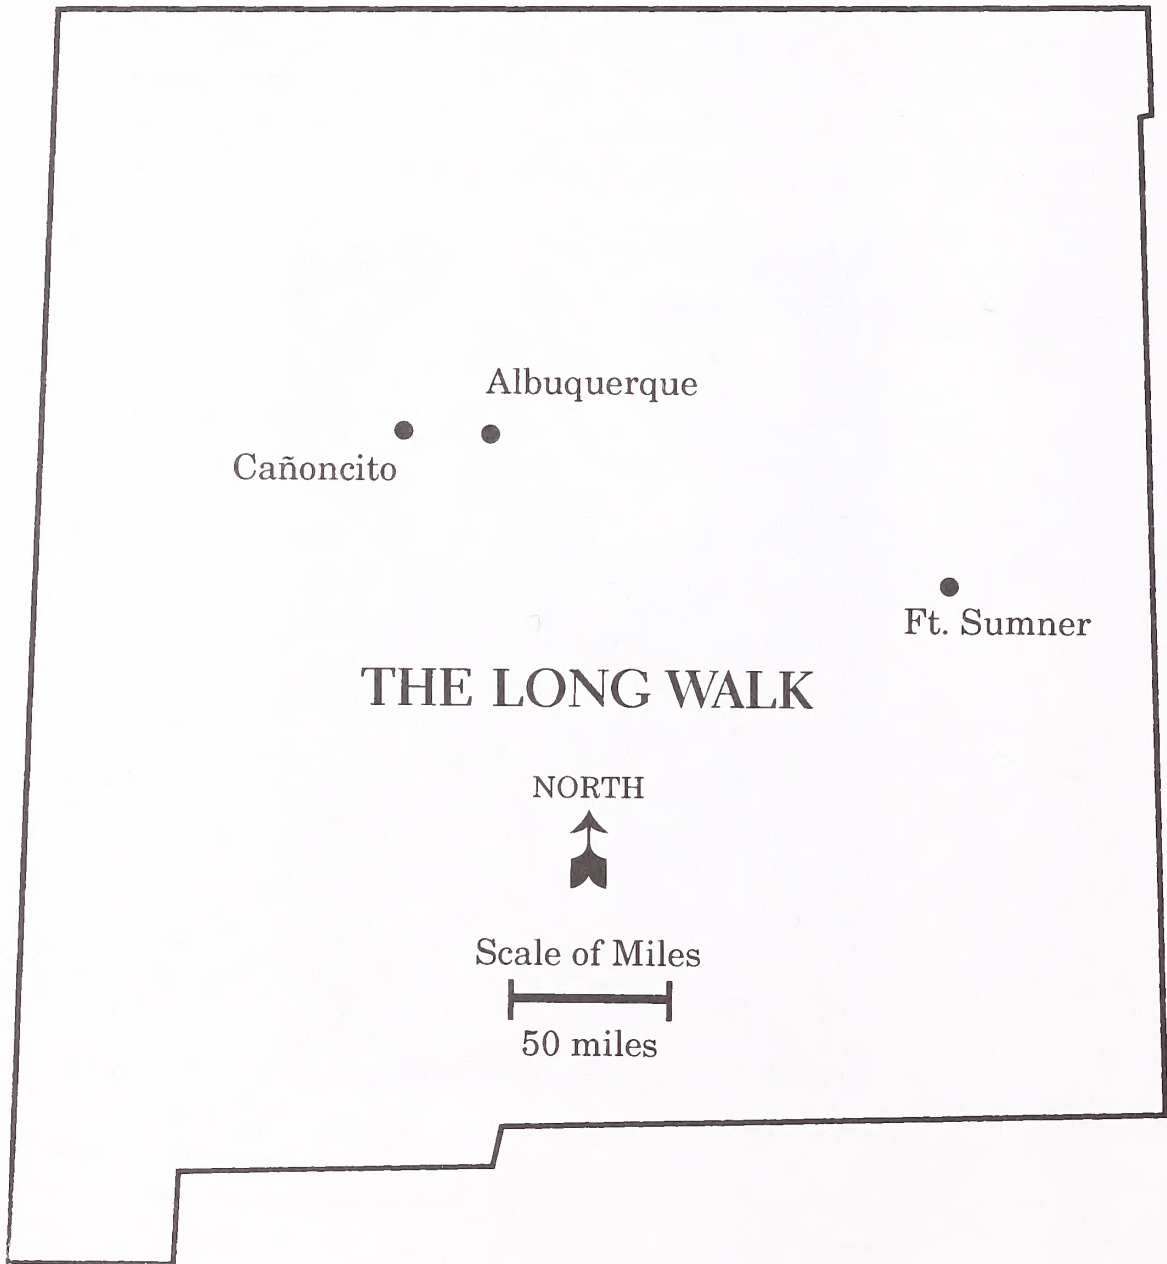 Albuquerque
Cañoncito
Ft. Sumner
THE LONG WALK
NORTH
Scale of Miles
50 miles